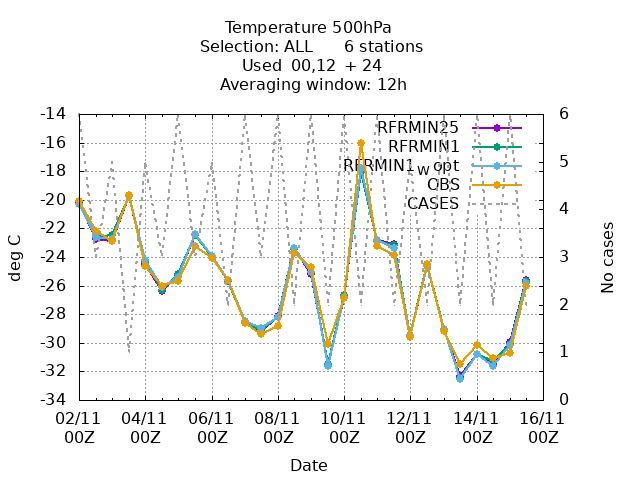 Temperature 500hPa
Selection: ALL 6 stations
Used 00,12 + 24
Averaging window: 12h
-14 6
RFRMIN25
-16
RFRMIN1
-18 5
RFRMIN1_w_opt
OBS
-20 4
CASES
-22
-24 3
deg C
No cases
-26
-28 2
-30
-32 1
-34 0
02/11 04/11 06/11 08/11 10/11 12/11 14/11 16/11
00Z 00Z 00Z 00Z 00Z 00Z 00Z 00Z
Date